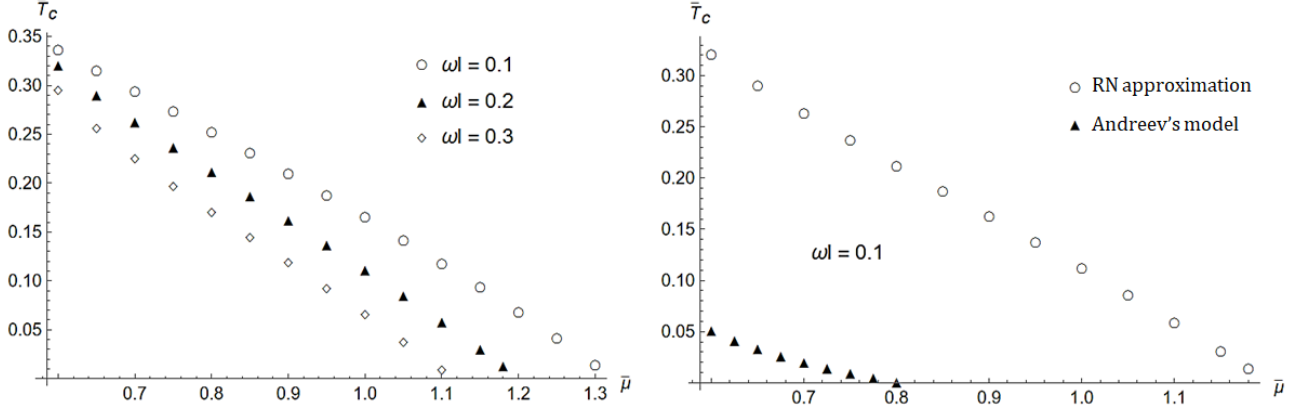 T̄c
0.35
0.30
0.25
0.20
0.15
0.10
0.05
0.7 0.8 0.9 1.0 1.1 1.2 1.3
μ̄
ωl = 0.1
ωl = 0.2
ωl = 0.3
T̄c
0.30
0.25
0.20
0.15
0.10
0.05
0.7 0.8 0.9 1.0 1.1
μ̄
RN approximation
Andreev's model
ωl = 0.1